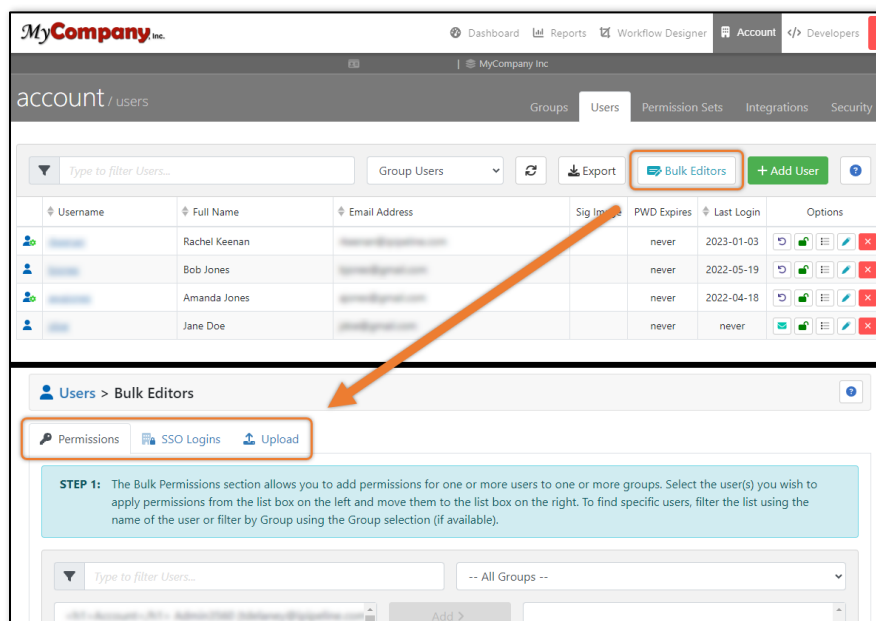 MyCompany, Inc.
Dashboard Reports Workflow Designer Account </> Developers
| MyCompany Inc
account / users
Groups Users Permission Sets Integrations Security
Type to filter Users... Group Users Export Bulk Editors + Add User ?
Username Full Name Email Address Sig Image PWD Expires Last Login Options
Rachel Keenan never 2023-01-03
Bob Jones never 2022-05-19
Amanda Jones never 2022-04-18
Jane Doe never never
Users > Bulk Editors ?
Permissions SSO Logins Upload
STEP 1: The Bulk Permissions section allows you to add permissions for one or more users to one or more groups. Select the user(s) you wish to
apply permissions from the list box on the left and move them to the list box on the right. To find specific users, filter the list using the
name of the user or filter by Group using the Group selection (if available).
Type to filter Users... -- All Groups --
Add >